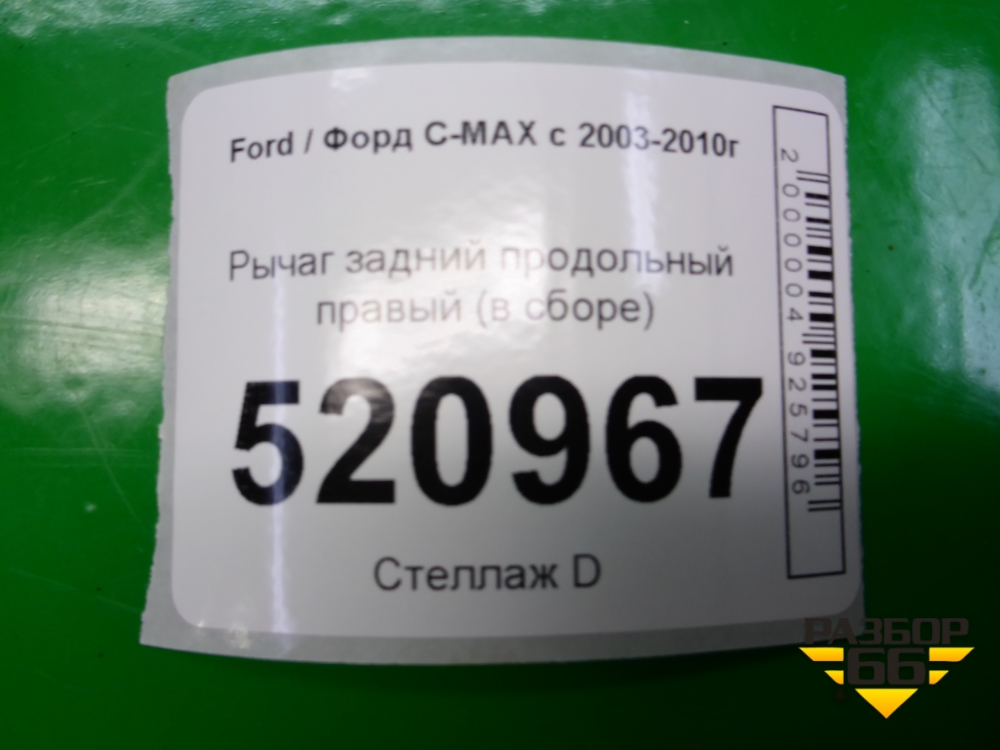 Ford / Форд C-MAX с 2003-2010г
Рычаг задний продольный
правый (в сборе)
520967
Стеллаж D
2000004925796
РАЗБОР
66